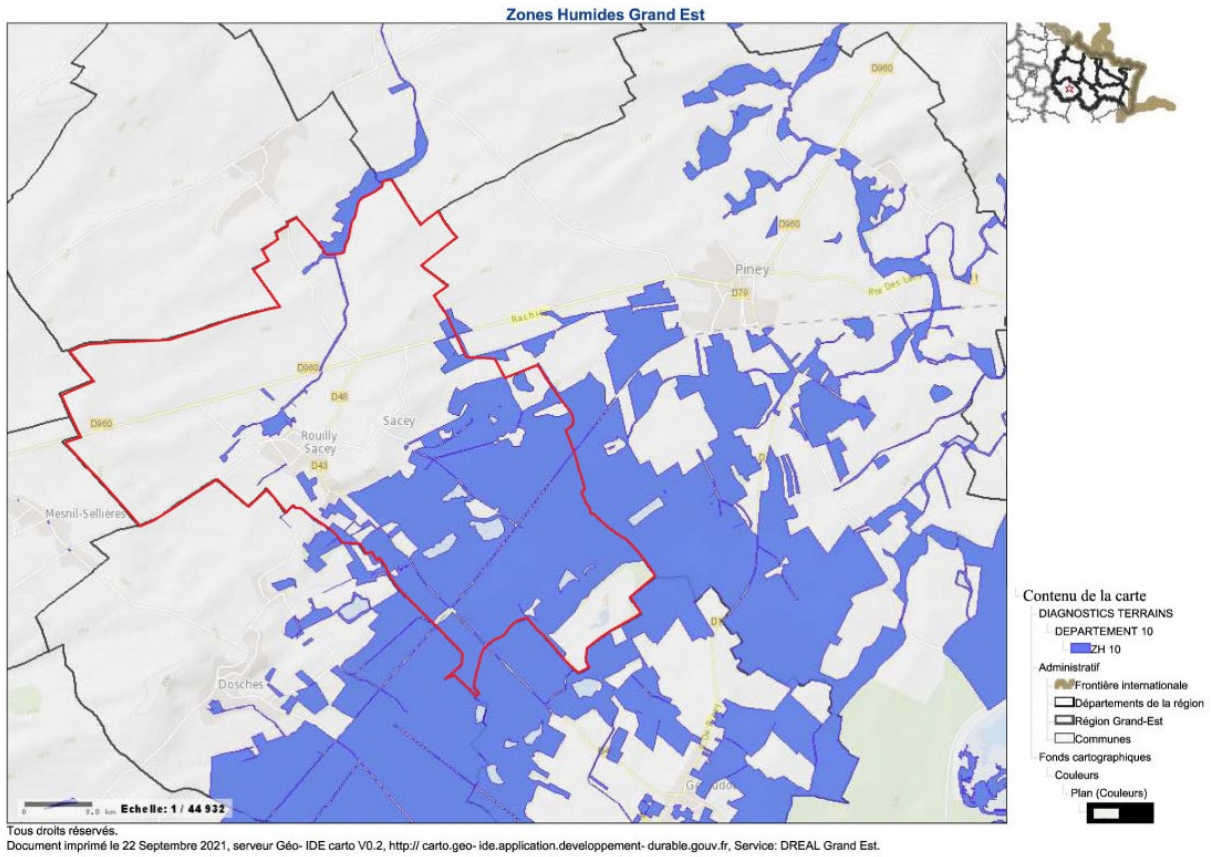 Zones Humides Grand Est
D960
D960
Piney
D79
Rte Des
D960
D48
D960
Sacey
Rouilly
Sacey
D43
Mesnil-Sellières
Dosches
Echelle: 1 / 44 932
Contenu de la carte
DIAGNOSTICS TERRAINS
DEPARTEMENT 10
ZH 10
Administratif
Frontière internationale
Départements de la région
Région Grand-Est
Communes
Fonds cartographiques
Couleurs
Plan (Couleurs)
Tous droits réservés.
Document imprimé le 22 Septembre 2021, serveur Géo- IDE carto V0.2, http:// carto.geo- ide.application.developpement- durable.gouv.fr, Service: DREAL Grand Est.